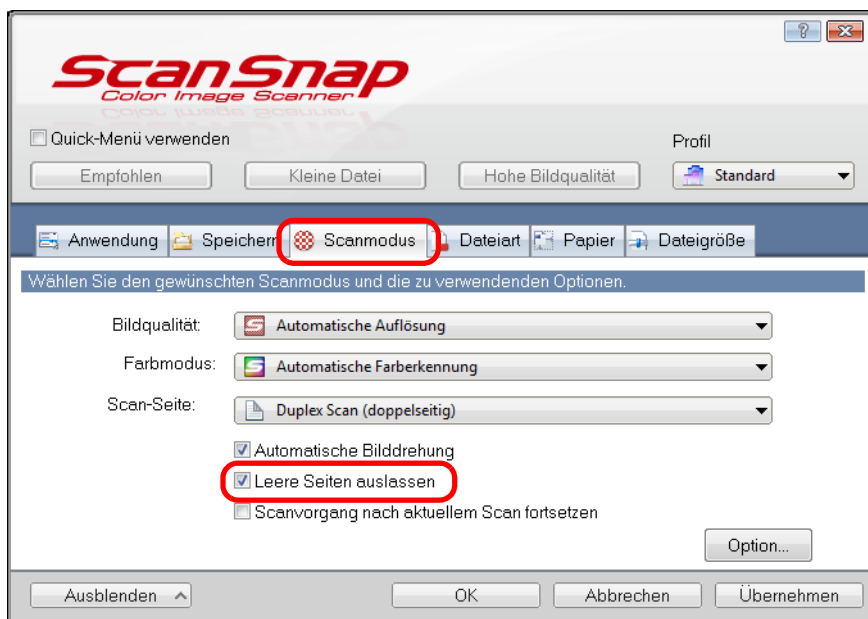 ScanSnap
Color Image Scanner
Quick-Menü verwenden
Profil
Empfohlen Kleine Datei Hohe Bildqualität Standard
Anwendung Speichern Scanmodus Dateiart Papier Dateigröße
Wählen Sie den gewünschten Scanmodus und die zu verwendenden Optionen.
Bildqualität: Automatische Auflösung
Farbmodus: Automatische Farberkennung
Scan-Seite: Duplex Scan (doppelseitig)
Automatische Bilddrehung
Leere Seiten auslassen
Scanvorgang nach aktuellem Scan fortsetzen
Option...
Ausblenden OK Abbrechen Übernehmen